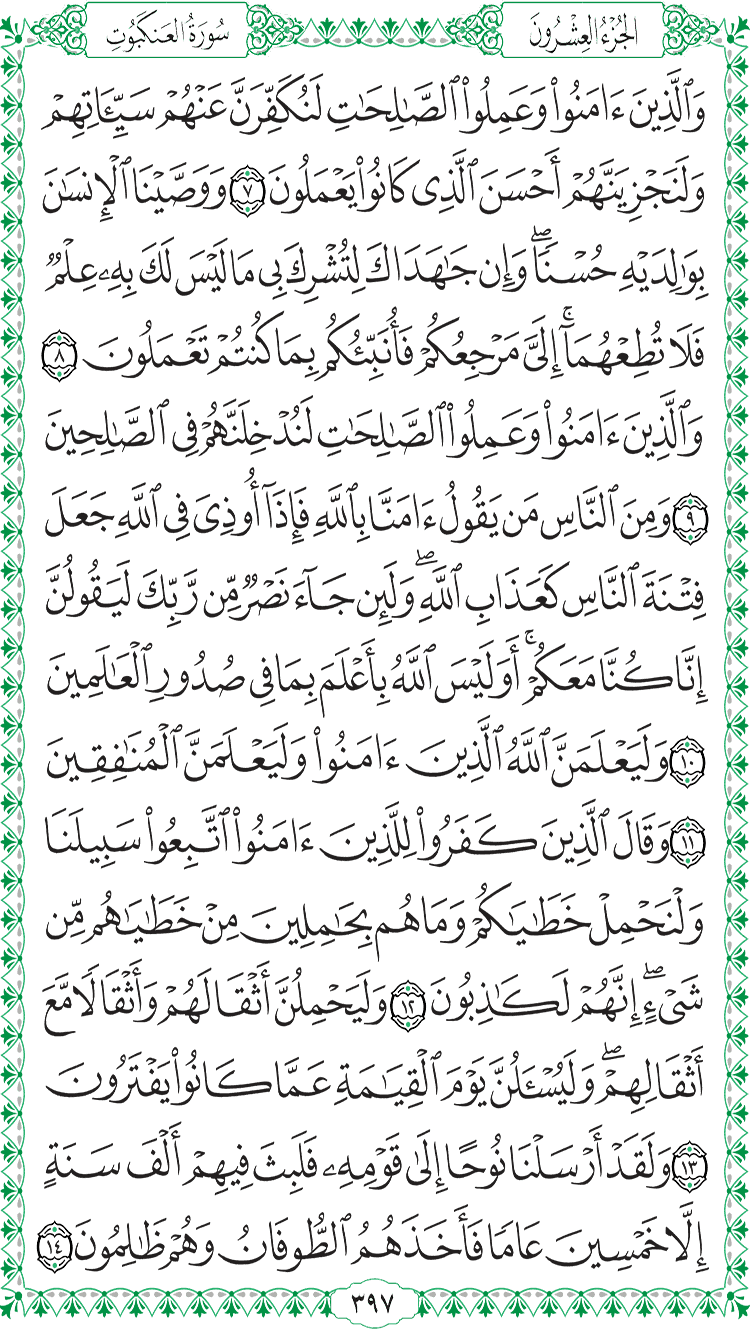 الجُزْءُ العِشْرُونَ
سُورَةُ العَنكَبُوتِ
وَٱلَّذِينَ ءَامَنُوا۟ وَعَمِلُوا۟ ٱلصَّـٰلِحَـٰتِ لَنُكَفِّرَنَّ عَنْهُمْ سَيِّـَٔاتِهِمْ
وَلَنَجْزِيَنَّهُمْ أَحْسَنَ ٱلَّذِى كَانُوا۟ يَعْمَلُونَ ٧ وَوَصَّيْنَا ٱلْإِنسَـٰنَ
بِوَٰلِدَيْهِ حُسْنًۭا ۖ وَإِن جَـٰهَدَاكَ لِتُشْرِكَ بِى مَا لَيْسَ لَكَ بِهِۦ عِلْمٌۭ
فَلَا تُطِعْهُمَآ ۚ إِلَىَّ مَرْجِعُكُمْ فَأُنَبِّئُكُم بِمَا كُنتُمْ تَعْمَلُونَ ٨
وَٱلَّذِينَ ءَامَنُوا۟ وَعَمِلُوا۟ ٱلصَّـٰلِحَـٰتِ لَنُدْخِلَنَّهُمْ فِى ٱلصَّـٰلِحِينَ
٩ وَمِنَ ٱلنَّاسِ مَن يَقُولُ ءَامَنَّا بِٱللَّهِ فَإِذَآ أُوذِىَ فِى ٱللَّهِ جَعَلَ
فِتْنَةَ ٱلنَّاسِ كَعَذَابِ ٱللَّهِ ۖ وَلَئِن جَآءَ نَصْرٌۭ مِّن رَّبِّكَ لَيَقُولُنَّ
إِنَّا كُنَّا مَعَكُمْ ۚ أَوَلَيْسَ ٱللَّهُ بِأَعْلَمَ بِمَا فِى صُدُورِ ٱلْعَـٰلَمِينَ
١٠ وَلَيَعْلَمَنَّ ٱللَّهُ ٱلَّذِينَ ءَامَنُوا۟ وَلَيَعْلَمَنَّ ٱلْمُنَـٰفِقِينَ
١١ وَقَالَ ٱلَّذِينَ كَفَرُوا۟ لِلَّذِينَ ءَامَنُوا۟ ٱتَّبِعُوا۟ سَبِيلَنَا
وَلْنَحْمِلْ خَطَـٰيَـٰكُمْ وَمَا هُم بِحَـٰمِلِينَ مِنْ خَطَـٰيَـٰهُم مِّن
شَىْءٍ ۖ إِنَّهُمْ لَكَـٰذِبُونَ ١٢ وَلَيَحْمِلُنَّ أَثْقَالَهُمْ وَأَثْقَالًۭا مَّعَ
أَثْقَالِهِمْ ۖ وَلَيُسْـَٔلُنَّ يَوْمَ ٱلْقِيَـٰمَةِ عَمَّا كَانُوا۟ يَفْتَرُونَ
١٣ وَلَقَدْ أَرْسَلْنَا نُوحًا إِلَىٰ قَوْمِهِۦ فَلَبِثَ فِيهِمْ أَلْفَ سَنَةٍ
إِلَّا خَمْسِينَ عَامًۭا فَأَخَذَهُمُ ٱلطُّوفَانُ وَهُمْ ظَـٰلِمُونَ ١٤
٣٩٧